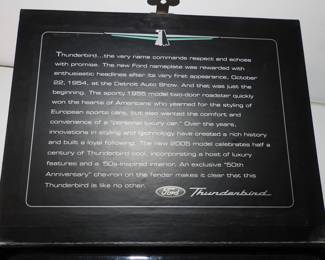 Thunderbird...the very name commands respect and echoes
with promise. The new Ford nameplate was rewarded with
enthusiastic headlines after its very first appearance, October
22, 1954, at the Detroit Auto Show. And that was just the
beginning. The sporty 1955 model two-door roadster quickly
won the hearts of Americans who yearned for the styling of
European sports cars, but also wanted the comfort and
convenience of a "personal luxury car." Over the years,
innovations in styling and technology have created a rich history
and built a loyal following. The new 2005 model celebrates half a
century of Thunderbird cool, incorporating a host of luxury
features and a '50s-inspired interior. An exclusive "50th
Anniversary" chevron on the fender makes it clear that this
Thunderbird is like no other.
Ford Thunderbird